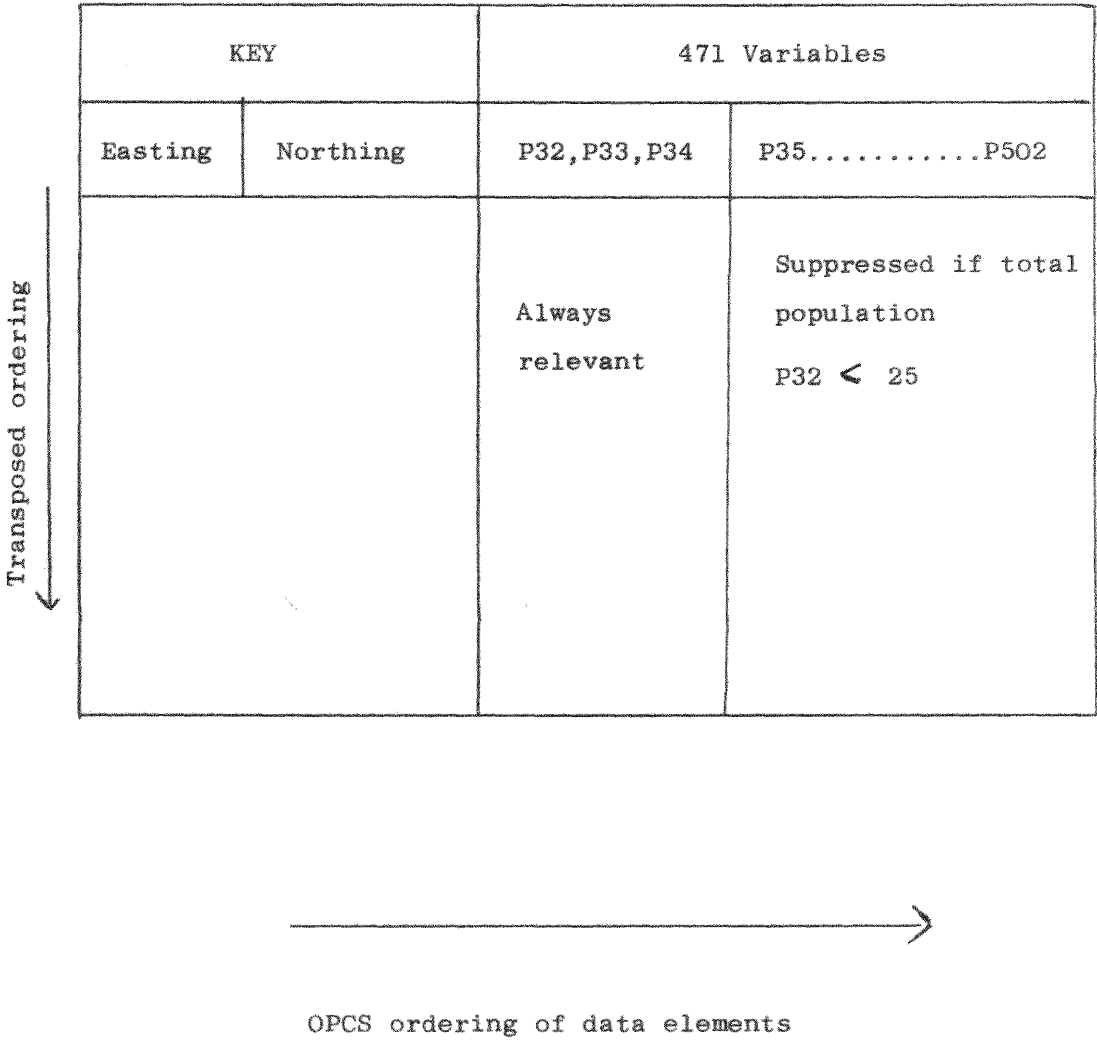 KEY
471 Variables
Easting
Northing
P32,P33,P34
P35...........P502
Transposed ordering
Always
relevant
Suppressed if total
population
P32 < 25
OPCS ordering of data elements